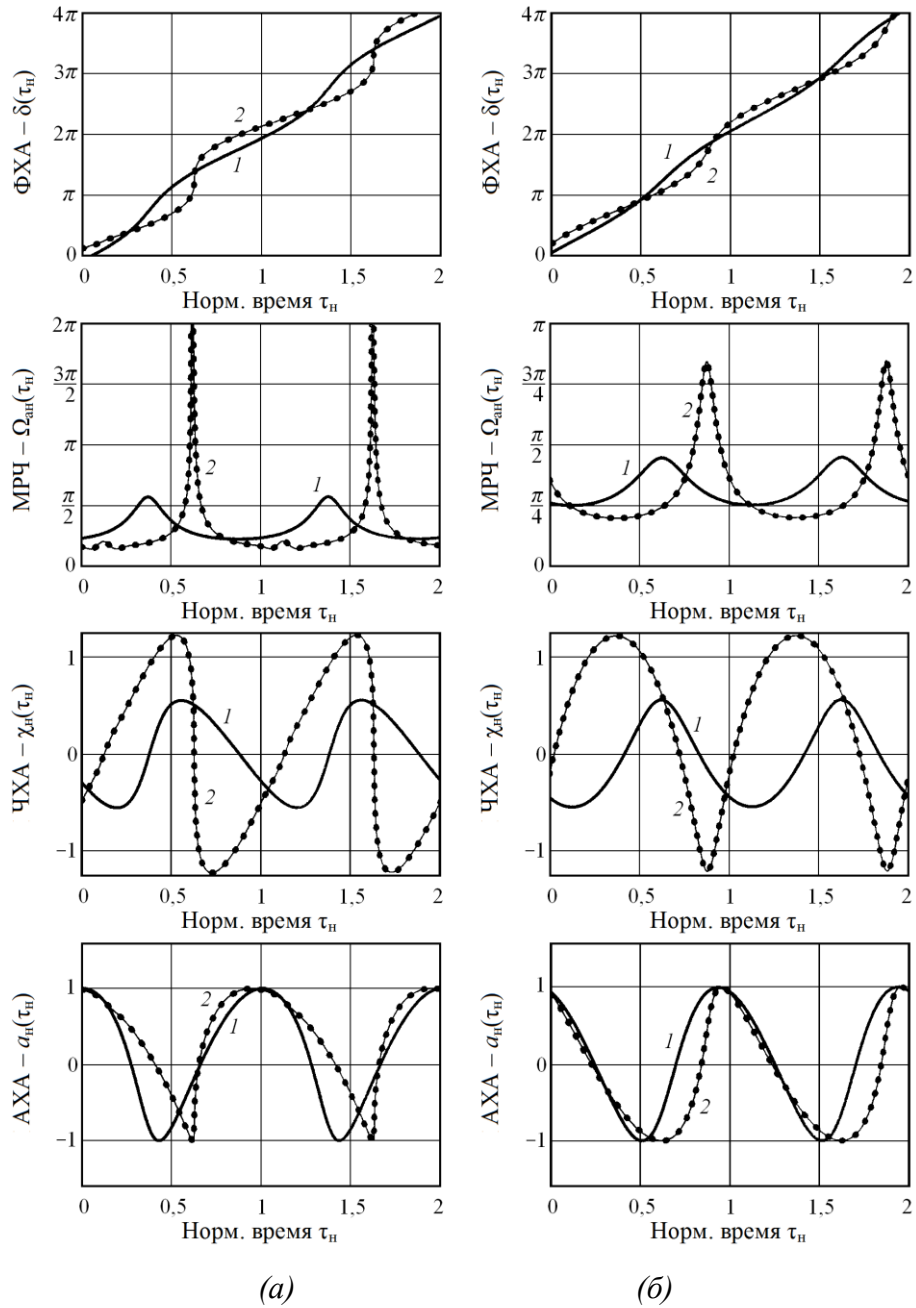 4π
3π
2π
π
0
ФХА – δ(τн)
2
1
0
0,5
1
1,5
2
Норм. время τн
4π
3π
2π
π
0
ФХА – δ(τн)
1
2
0
0,5
1
1,5
2
Норм. время τн
2π
3π
2
π
π
2
0
МРЧ – Ωан(τн)
2
1
0
0,5
1
1,5
2
Норм. время τн
π
3π
4
π
2
π
4
0
МРЧ – Ωан(τн)
2
1
0
0,5
1
1,5
2
Норм. время τн
1
0
−1
ЧХА – χн(τн)
1
2
0
0,5
1
1,5
2
Норм. время τн
1
0
−1
ЧХА – χн(τн)
1
2
0
0,5
1
1,5
2
Норм. время τн
1
0
−1
АХА – aн(τн)
2
1
0
0,5
1
1,5
2
Норм. время τн
1
0
−1
АХА – aн(τн)
1
2
0
0,5
1
1,5
2
Норм. время τн
(а)
(б)